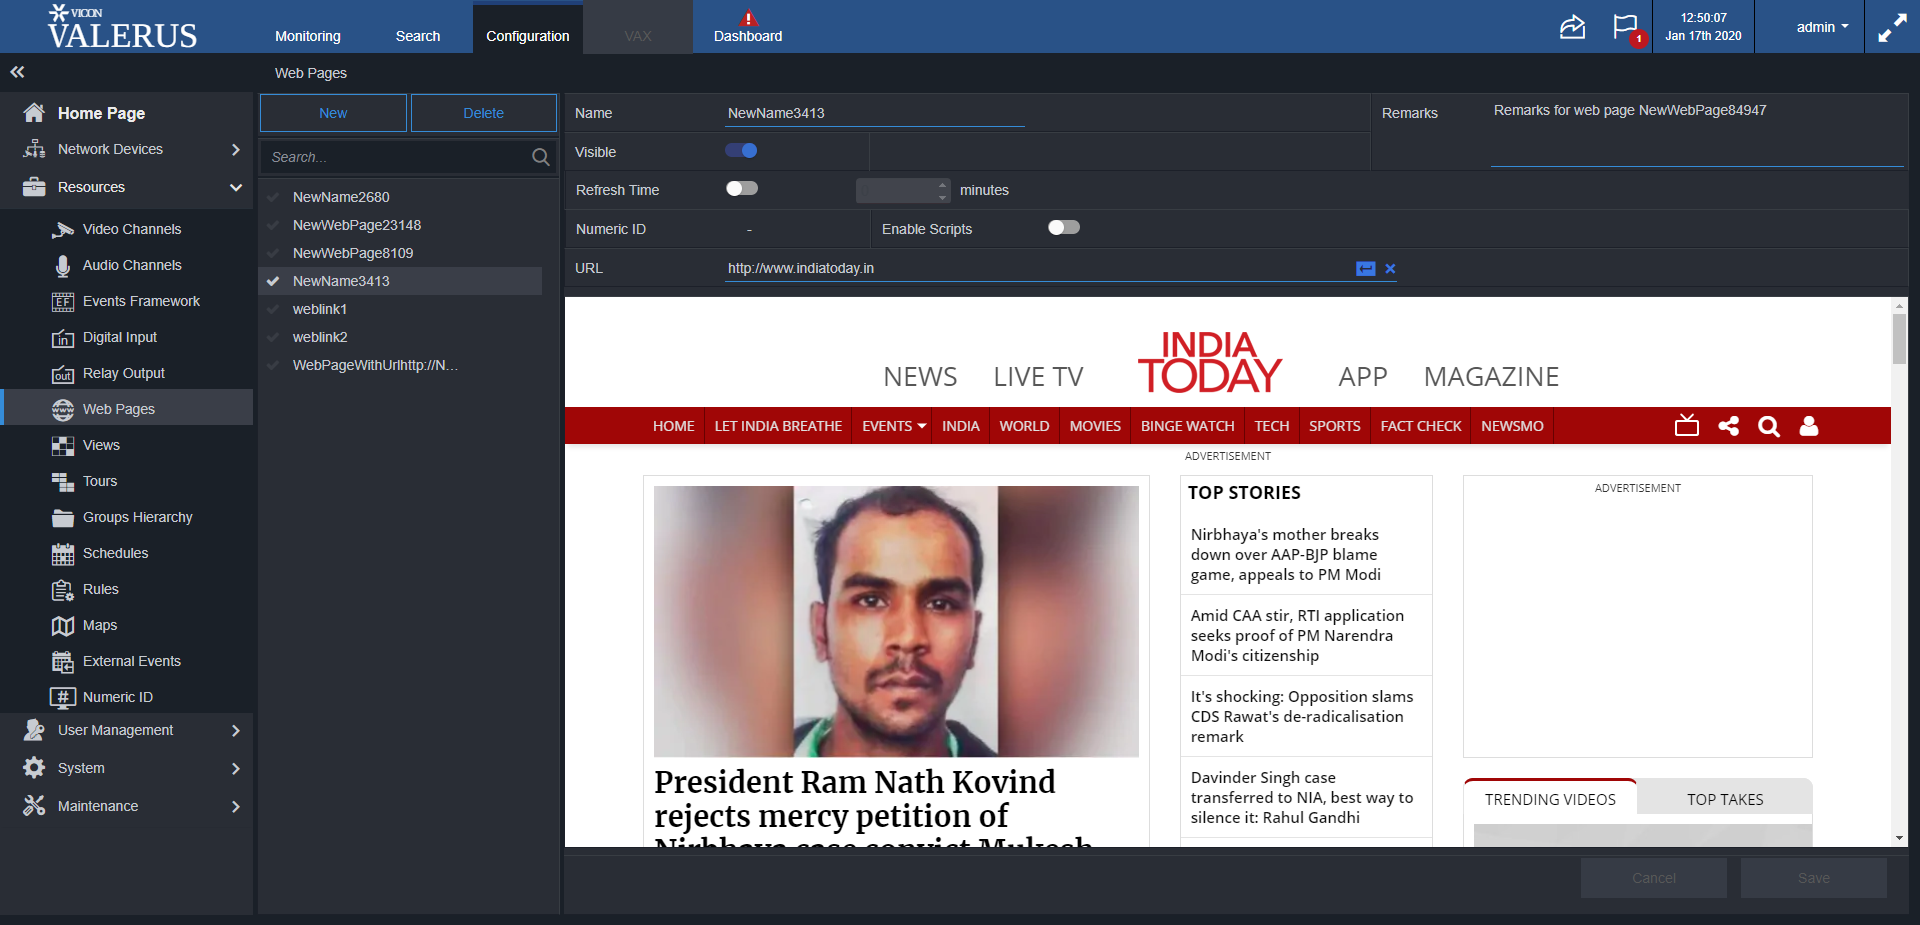 VICON
VALERUS
Monitoring
Search
Configuration
VAX
Dashboard
1
12:50:07
Jan 17th 2020
admin
Web Pages
Home Page
Network Devices
Resources
Video Channels
Audio Channels
EF
Events Framework
in
Digital Input
out
Relay Output
www
Web Pages
Views
Tours
Groups Hierarchy
Schedules
Rules
Maps
External Events
#
Numeric ID
User Management
System
Maintenance
New
Delete
Search...
NewName2680
NewWebPage23148
NewWebPage8109
NewName3413
weblink1
weblink2
WebPageWithUrlhttp://N...
Name
NewName3413
Remarks
Remarks for web page NewWebPage84947
Visible
Refresh Time
minutes
Numeric ID
-
Enable Scripts
URL
http://www.indiatoday.in
NEWS
LIVE TV
INDIA
TODAY
APP
MAGAZINE
HOME
LET INDIA BREATHE
EVENTS
INDIA
WORLD
MOVIES
BINGE WATCH
TECH
SPORTS
FACT CHECK
NEWSMO
ADVERTISEMENT
President Ram Nath Kovind
rejects mercy petition of
Nirbhaya case convict Mukesh
TOP STORIES
Nirbhaya's mother breaks
down over AAP-BJP blame
game, appeals to PM Modi
Amid CAA stir, RTI application
seeks proof of PM Narendra
Modi's citizenship
It's shocking: Opposition slams
CDS Rawat's de-radicalisation
remark
Davinder Singh case
transferred to NIA, best way to
silence it: Rahul Gandhi
ADVERTISEMENT
TRENDING VIDEOS
TOP TAKES
Cancel
Save